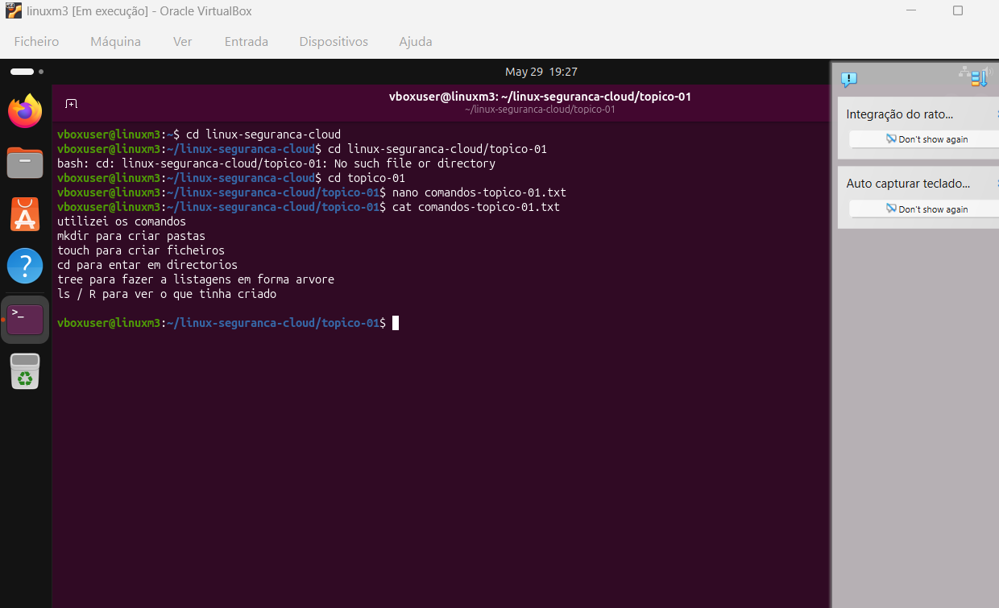 linuxm3 [Em execução] - Oracle VirtualBox
Ficheiro Máquina Ver Entrada Dispositivos Ajuda
May 29 19:27
vboxuser@linuxm3: ~/linux-seguranca-cloud/topico-01
~/linux-seguranca-cloud/topico-01
vboxuser@linuxm3:~$ cd linux-seguranca-cloud
vboxuser@linuxm3:~/linux-seguranca-cloud$ cd linux-seguranca-cloud/topico-01
bash: cd: linux-seguranca-cloud/topico-01: No such file or directory
vboxuser@linuxm3:~/linux-seguranca-cloud$ cd topico-01
vboxuser@linuxm3:~/linux-seguranca-cloud/topico-01$ nano comandos-topico-01.txt
vboxuser@linuxm3:~/linux-seguranca-cloud/topico-01$ cat comandos-topico-01.txt
utilizei os comandos
mkdir para criar pastas
touch para criar ficheiros
cd para entar em directorios
tree para fazer a listagens em forma arvore
ls / R para ver o que tinha criado
vboxuser@linuxm3:~/linux-seguranca-cloud/topico-01$
Integração do rato...
Don't show again
Auto capturar teclado...
Don't show again